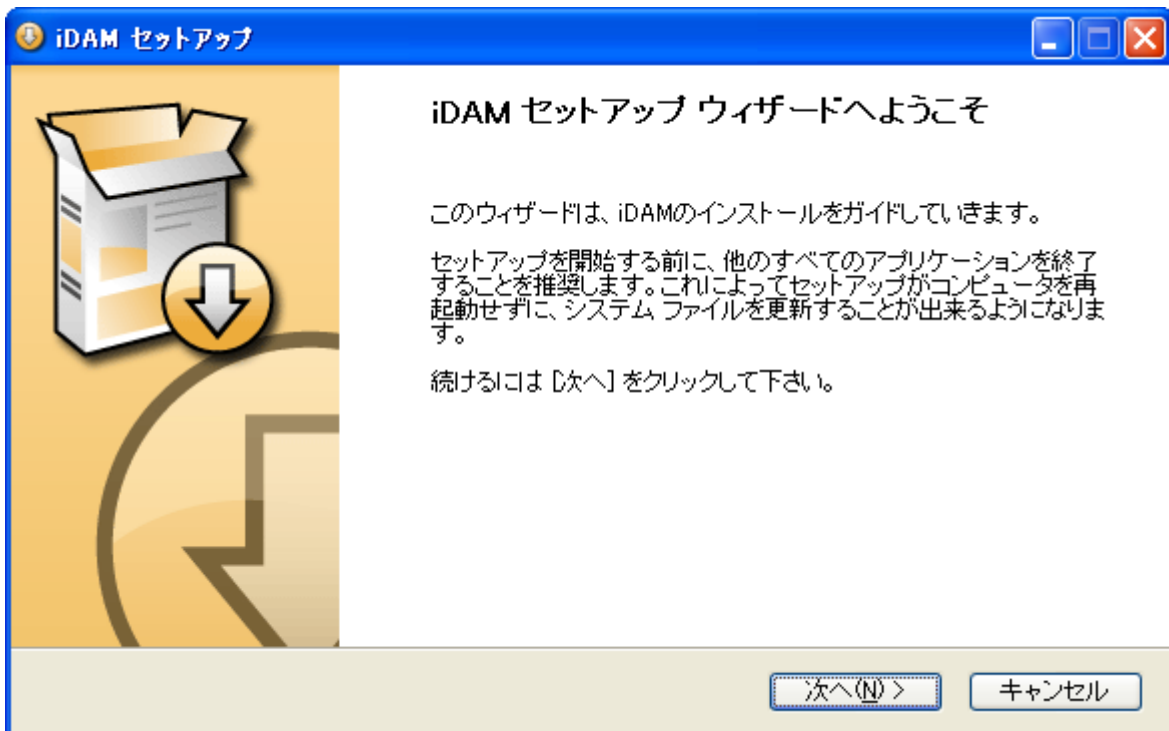 iDAM セットアップ
iDAM セットアップ ウィザードへようこそ
このウィザードは、iDAMのインストールをガイドしていきます。
セットアップを開始する前に、他のすべてのアプリケーションを終了
することを推奨します。これによってセットアップがコンピュータを再
起動せずに、システム ファイルを更新することが出来るようになりま
す。
続けるには [次へ] をクリックして下さい。
次へ(N) >
キャンセル